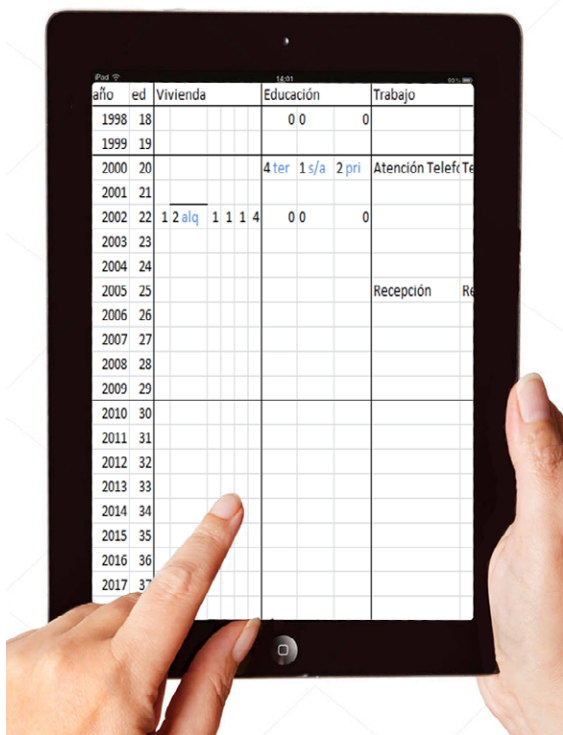 iPad 14:01 95%
año ed Vivienda Educación Trabajo
1998 18 0 0 0
1999 19
2000 20 4 ter 1 s/a 2 pri Atención Telefo Te
2001 21
2002 22 1 2 alq 1 1 1 4 0 0 0
2003 23
2004 24
2005 25 Recepción Re
2006 26
2007 27
2008 28
2009 29
2010 30
2011 31
2012 32
2013 33
2014 34
2015 35
2016 36
2017 37